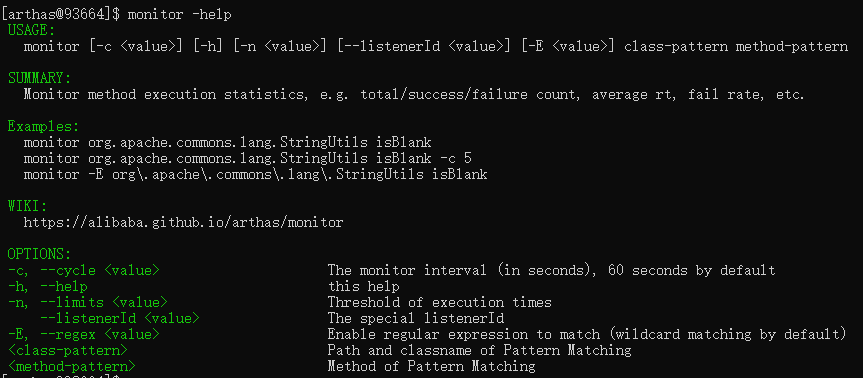 [arthas@93664]$ monitor -help
USAGE:
monitor [-c <value>] [-h] [-n <value>] [--listenerId <value>] [-E <value>] class-pattern method-pattern
SUMMARY:
Monitor method execution statistics, e.g. total/success/failure count, average rt, fail rate, etc.
Examples:
monitor org.apache.commons.lang.StringUtils isBlank
monitor org.apache.commons.lang.StringUtils isBlank -c 5
monitor -E org\.apache\.commons\.lang\.StringUtils isBlank
WIKI:
https://alibaba.github.io/arthas/monitor
OPTIONS:
-c, --cycle <value> The monitor interval (in seconds), 60 seconds by default
-h, --help this help
-n, --limits <value> Threshold of execution times
--listenerId <value> The special listenerId
-E, --regex <value> Enable regular expression to match (wildcard matching by default)
<class-pattern> Path and classname of Pattern Matching
<method-pattern> Method of Pattern Matching